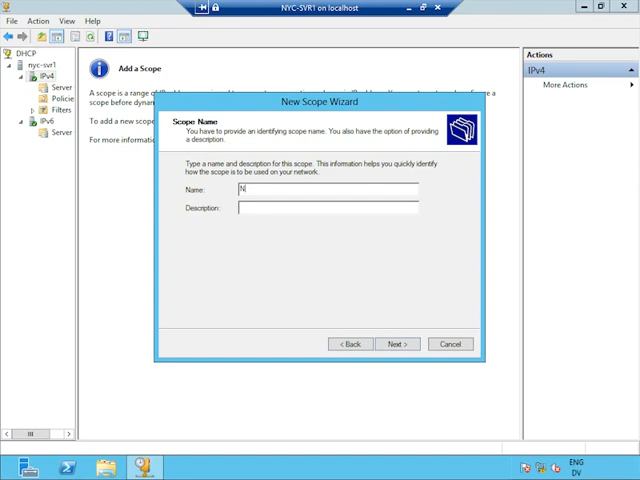 NYC-SVR1 on localhost
File Action View Help
DHCP
nyc-svr1
IPv4
Server
Policie
Filters
IPv6
Server
Add a Scope
A scope is a range of
scope before dynam
To add a new scope
For more information
New Scope Wizard
Scope Name
You have to provide an identifying scope name. You also have the option of providing
a description.
Type a name and description for this scope. This information helps you quickly identify
how the scope is to be used on your network.
Name: N
Description:
< Back Next > Cancel
Actions
IPv4
More Actions
ENG
DV